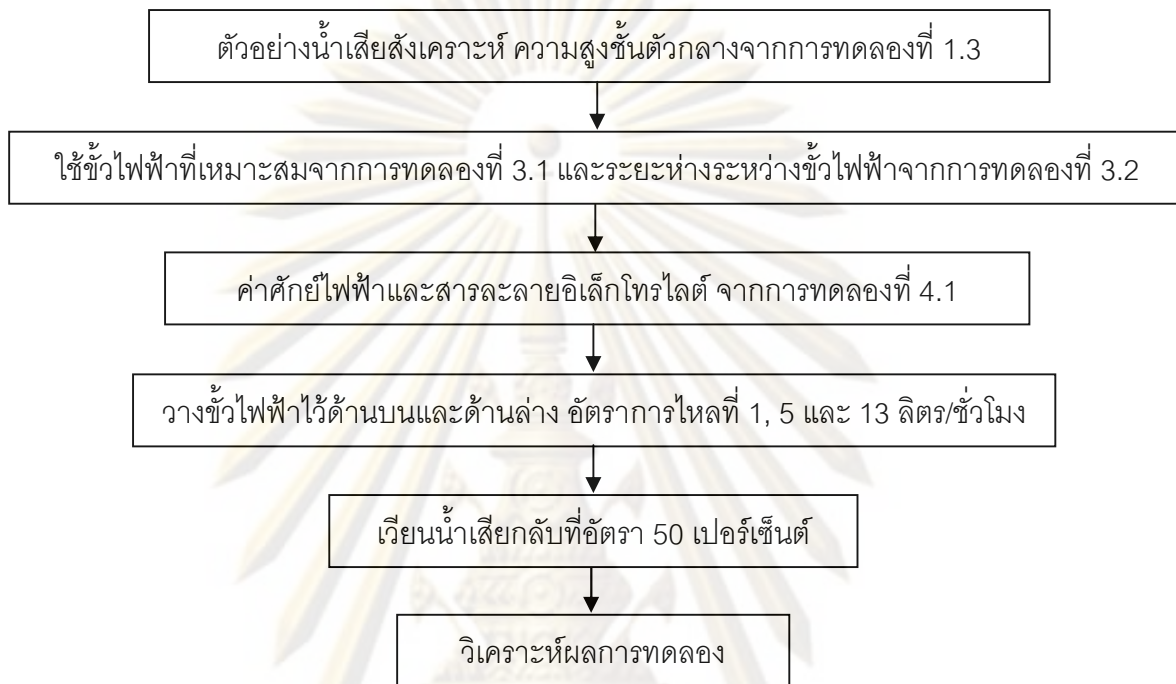 ตัวอย่างน้ำเสียสังเคราะห์ ความสูงชั้นตัวกลางจากการทดลองที่ 1.3
ใช้ขั้วไฟฟ้าที่เหมาะสมจากการทดลองที่ 3.1 และระยะห่างระหว่างขั้วไฟฟ้าจากการทดลองที่ 3.2
ค่าศักย์ไฟฟ้าและสารละลายอิเล็กโทรไลต์ จากการทดลองที่ 4.1
วางขั้วไฟฟ้าไว้ด้านบนและด้านล่าง อัตราการไหลที่ 1, 5 และ 13 ลิตร/ชั่วโมง
เวียนน้ำเสียกลับที่อัตรา 50 เปอร์เซ็นต์
วิเคราะห์ผลการทดลอง